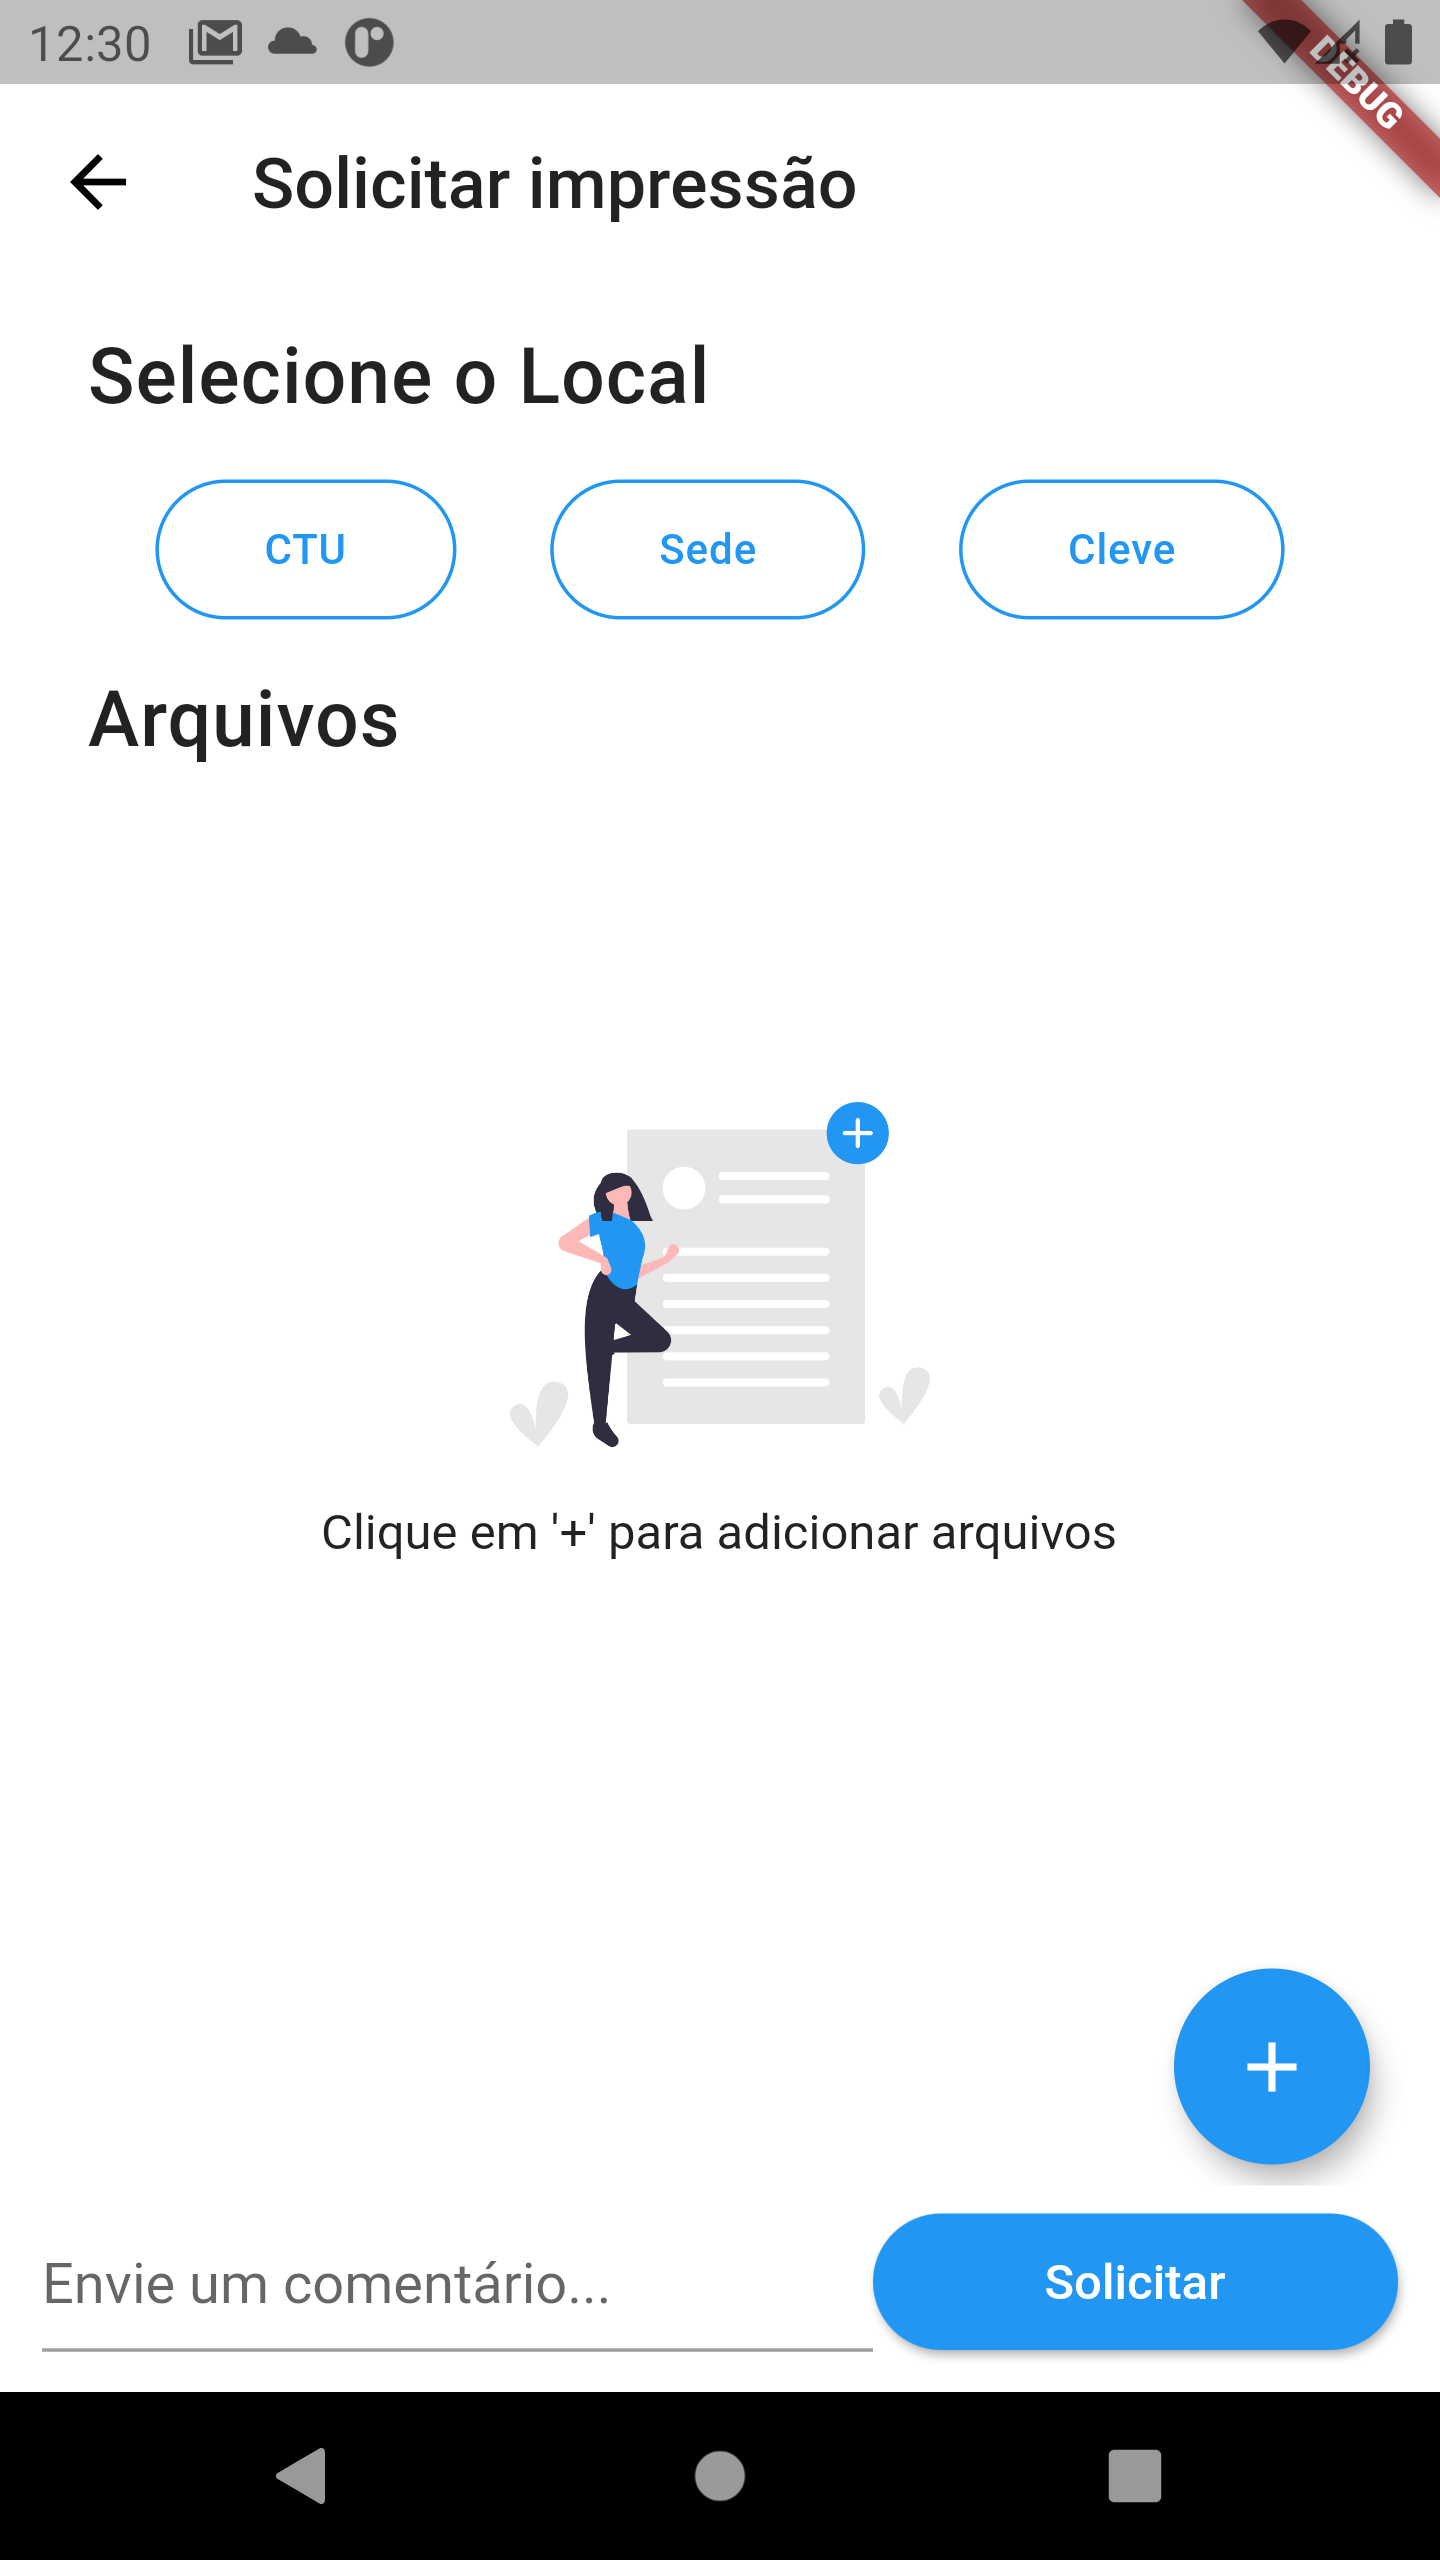 12:30
DEBUG
Solicitar impressão
Selecione o Local
CTU Sede Cleve
Arquivos
Clique em '+' para adicionar arquivos
Envie um comentário...
Solicitar